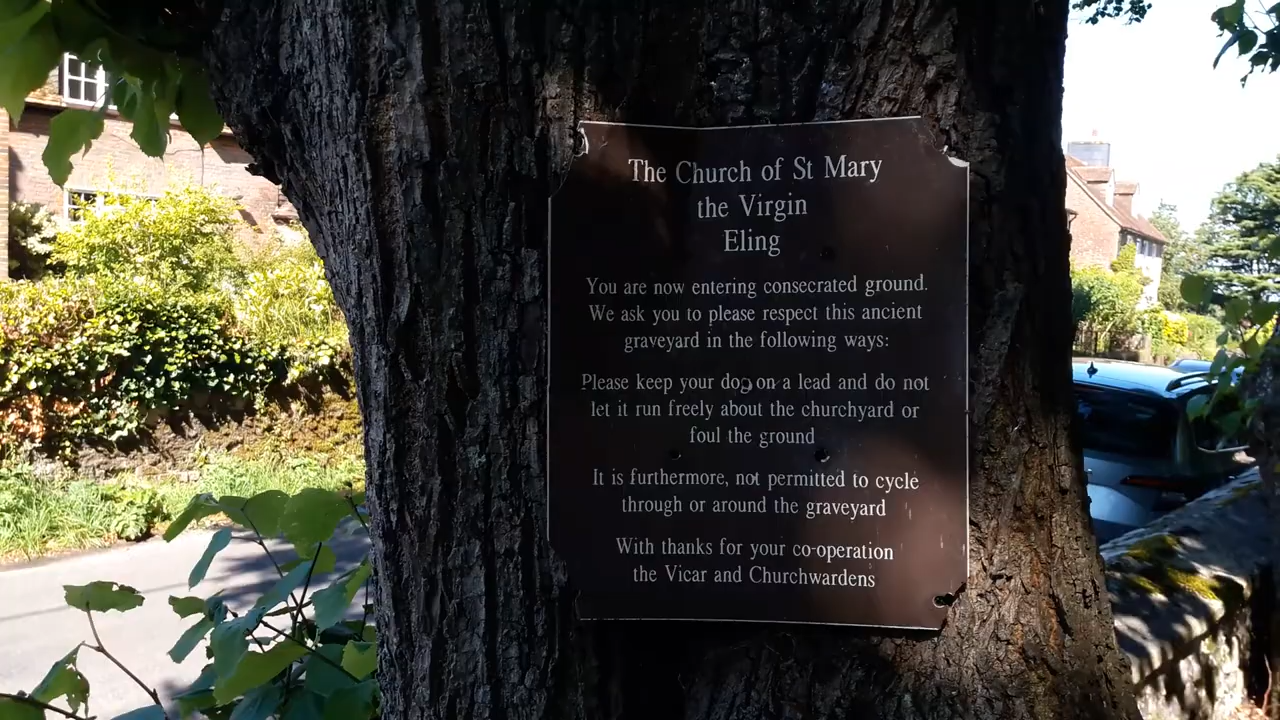 The Church of St Mary
the Virgin
Eling
You are now entering consecrated ground.
We ask you to please respect this ancient
graveyard in the following ways:
Please keep your dog on a lead and do not
let it run freely about the churchyard or
foul the ground
It is furthermore, not permitted to cycle
through or around the graveyard
With thanks for your co-operation
the Vicar and Churchwardens